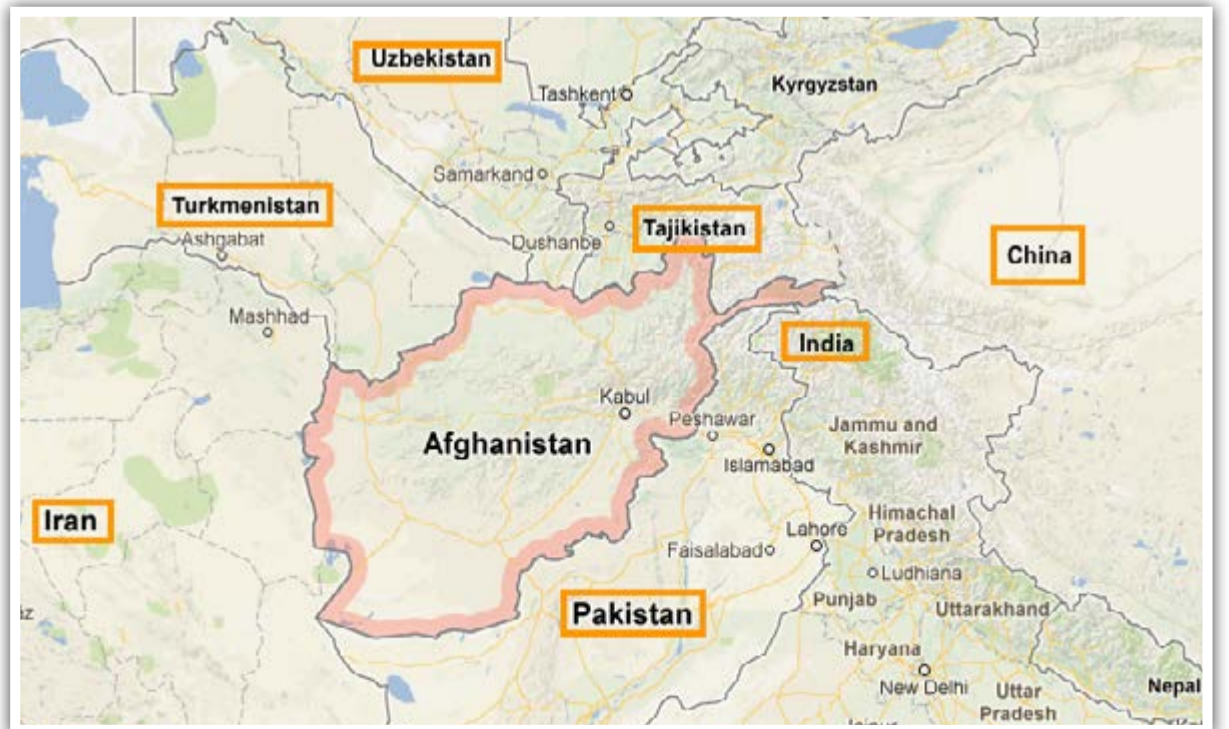 Uzbekistan
Kyrgyzstan
Tashkent
Samarkand
Turkmenistan
Tajikistan
Ashgabat
Dushanbe
China
Mashhad
India
Kabul
Peshawar
Afghanistan
Jammu and
Kashmir
Islamabad
Iran
Himachal
Pradesh
Lahore
Faisalabad
Ludhiana
Punjab
Uttarakhand
Pakistan
Haryana
New Delhi
Nepal
Uttar
Pradesh